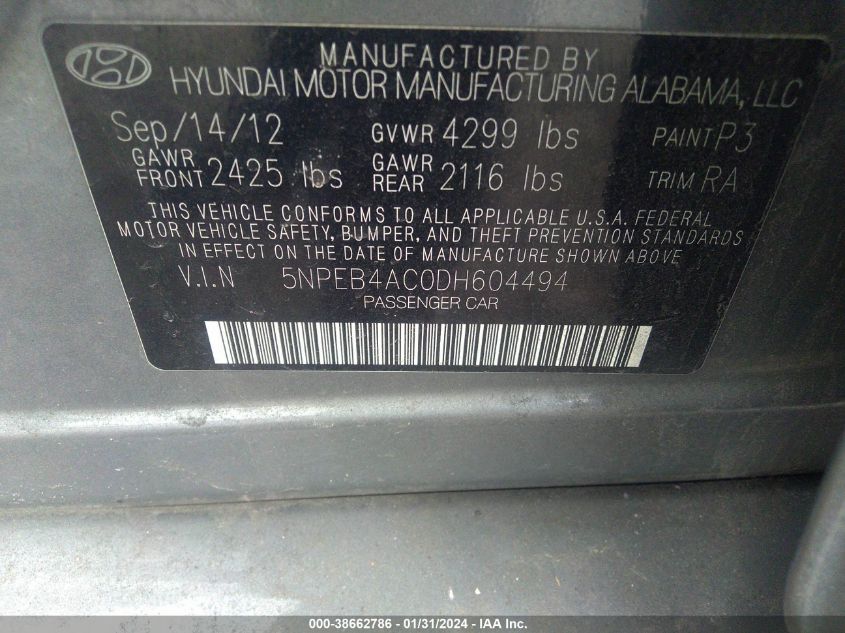 MANUFACTURED BY
HYUNDAI MOTOR MANUFACTURING ALABAMA, LLC
Sep/14/12 GVWR 4299 lbs PAINT P3
GAWR FRONT 2425 lbs GAWR REAR 2116 lbs TRIM RA
THIS VEHICLE CONFORMS TO ALL APPLICABLE U.S.A. FEDERAL
MOTOR VEHICLE SAFETY, BUMPER, AND THEFT PREVENTION STANDARDS
IN EFFECT ON THE DATE OF MANUFACTURE SHOWN ABOVE
V.I.N 5NPEB4AC0DH604494
PASSENGER CAR
000-38662786 - 01/31/2024 - IAA Inc.